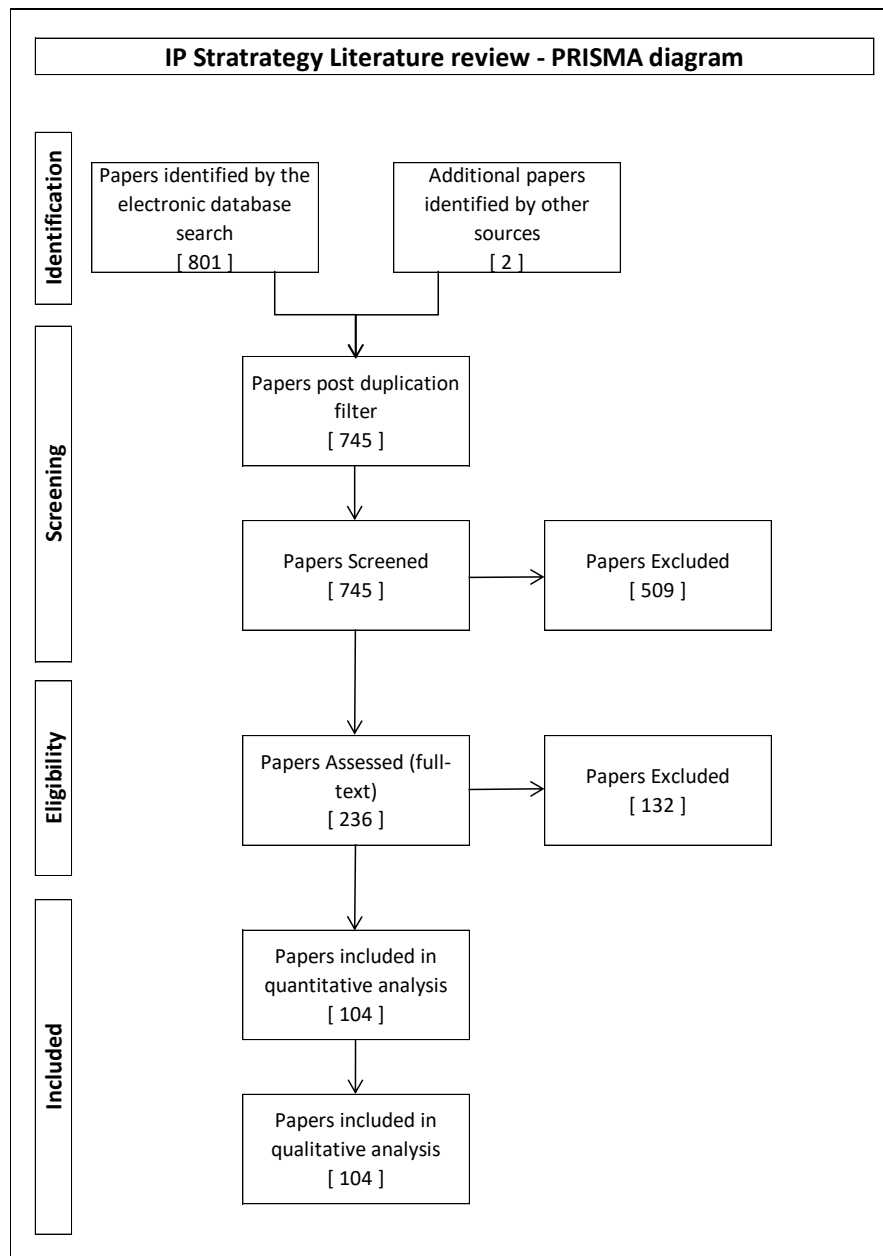 IP Stratrategy Literature review - PRISMA diagram
Identification
Papers identified by the
electronic database
search
[ 801 ]
Additional papers
identified by other
sources
[ 2 ]
Screening
Papers post duplication
filter
[ 745 ]
Papers Screened
[ 745 ]
Papers Excluded
[ 509 ]
Eligibility
Papers Assessed (full-
text)
[ 236 ]
Papers Excluded
[ 132 ]
Included
Papers included in
quantitative analysis
[ 104 ]
Papers included in
qualitative analysis
[ 104 ]